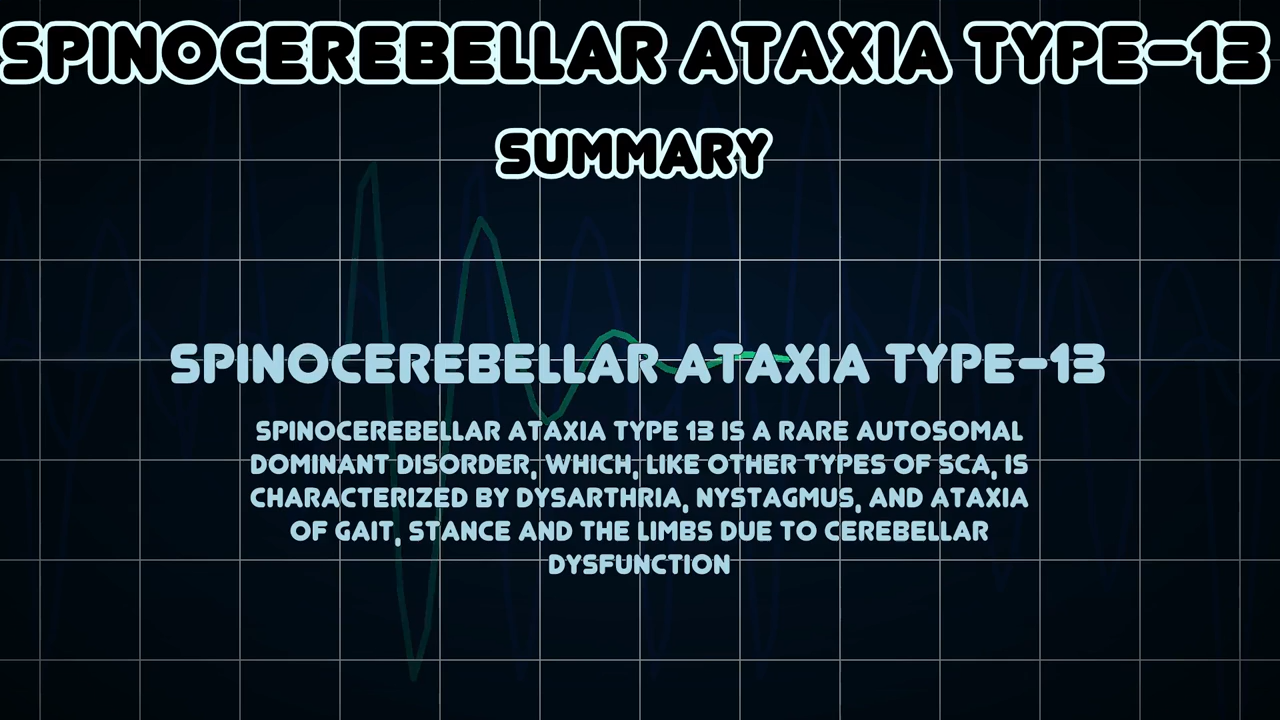 SPINOCEREBELLAR ATAXIA TYPE-13
SUMMARY
SPINOCEREBELLAR ATAXIA TYPE-13
SPINOCEREBELLAR ATAXIA TYPE 13 IS A RARE AUTOSOMAL
DOMINANT DISORDER, WHICH, LIKE OTHER TYPES OF SCA, IS
CHARACTERIZED BY DYSARTHRIA, NYSTAGMUS, AND ATAXIA
OF GAIT, STANCE AND THE LIMBS DUE TO CEREBELLAR
DYSFUNCTION